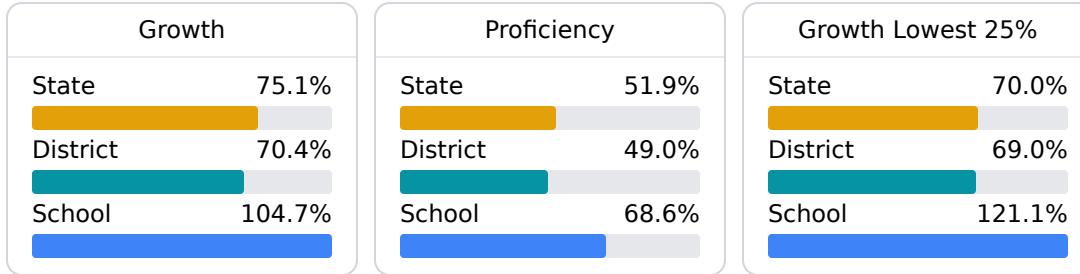 Growth
State 75.1%
District 70.4%
School 104.7%
Proficiency
State 51.9%
District 49.0%
School 68.6%
Growth Lowest 25%
State 70.0%
District 69.0%
School 121.1%